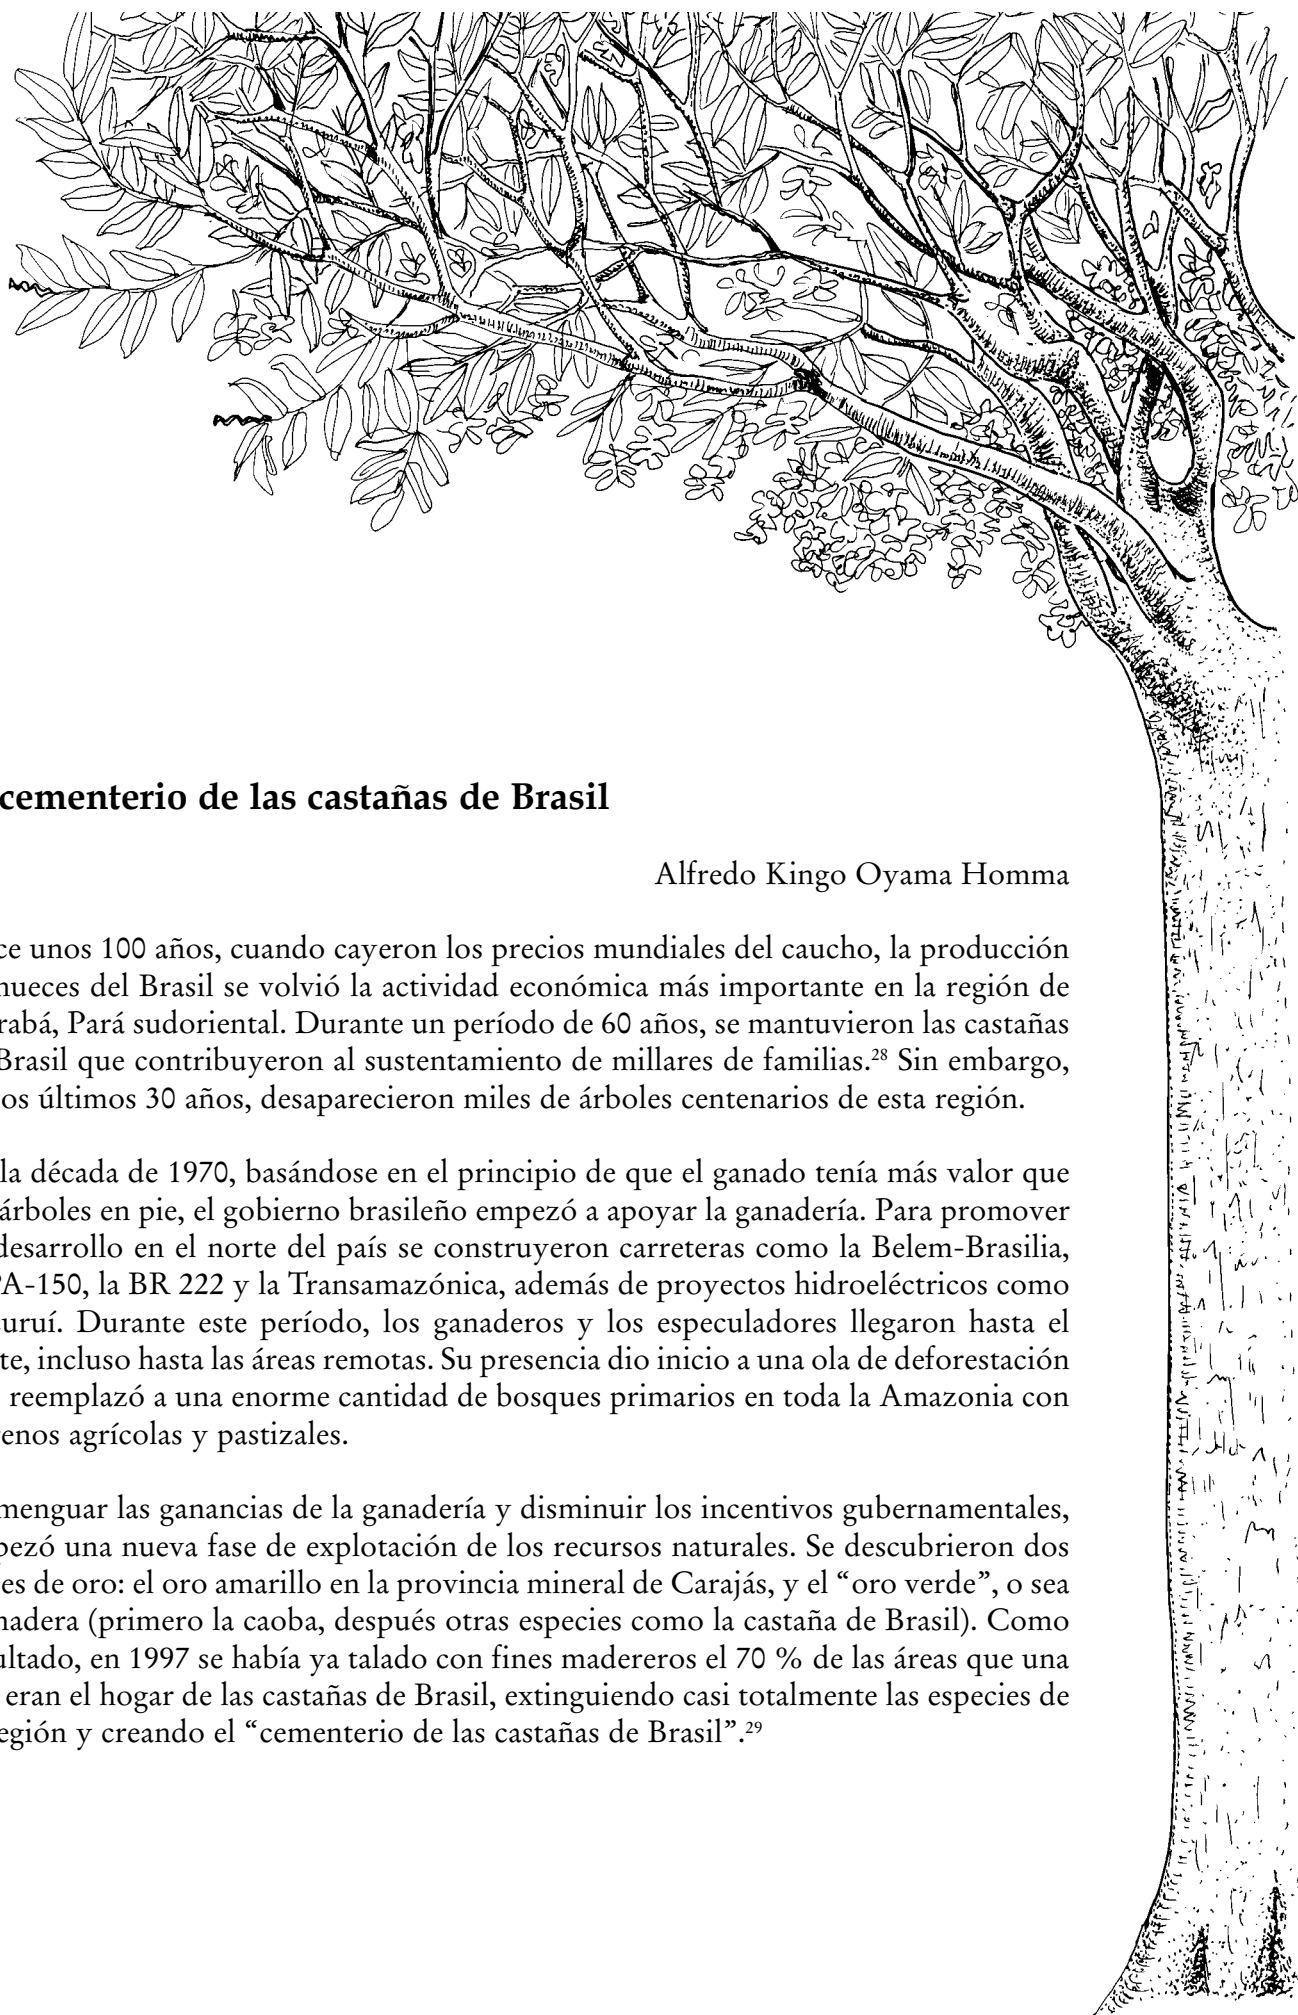 cementerio de las castañas de Brasil
Alfredo Kingo Oyama Homma
ce unos 100 años, cuando cayeron los precios mundiales del caucho, la producción
nueces del Brasil se volvió la actividad económica más importante en la región de
rabá, Pará sudoriental. Durante un período de 60 años, se mantuvieron las castañas
Brasil que contribuyeron al sustentamiento de millares de familias.²⁸ Sin embargo,
os últimos 30 años, desaparecieron miles de árboles centenarios de esta región.
la década de 1970, basándose en el principio de que el ganado tenía más valor que
árboles en pie, el gobierno brasileño empezó a apoyar la ganadería. Para promover
desarrollo en el norte del país se construyeron carreteras como la Belem-Brasilia,
PA-150, la BR 222 y la Transamazónica, además de proyectos hidroeléctricos como
uruí. Durante este período, los ganaderos y los especuladores llegaron hasta el
te, incluso hasta las áreas remotas. Su presencia dio inicio a una ola de deforestación
reemplazó a una enorme cantidad de bosques primarios en toda la Amazonia con
enos agrícolas y pastizales.
menguar las ganancias de la ganadería y disminuir los incentivos gubernamentales,
pezó una nueva fase de explotación de los recursos naturales. Se descubrieron dos
es de oro: el oro amarillo en la provincia mineral de Carajás, y el “oro verde”, o sea
madera (primero la caoba, después otras especies como la castaña de Brasil). Como
ultado, en 1997 se había ya talado con fines madereros el 70 % de las áreas que una
eran el hogar de las castañas de Brasil, extinguiendo casi totalmente las especies de
egión y creando el “cementerio de las castañas de Brasil”.²⁹